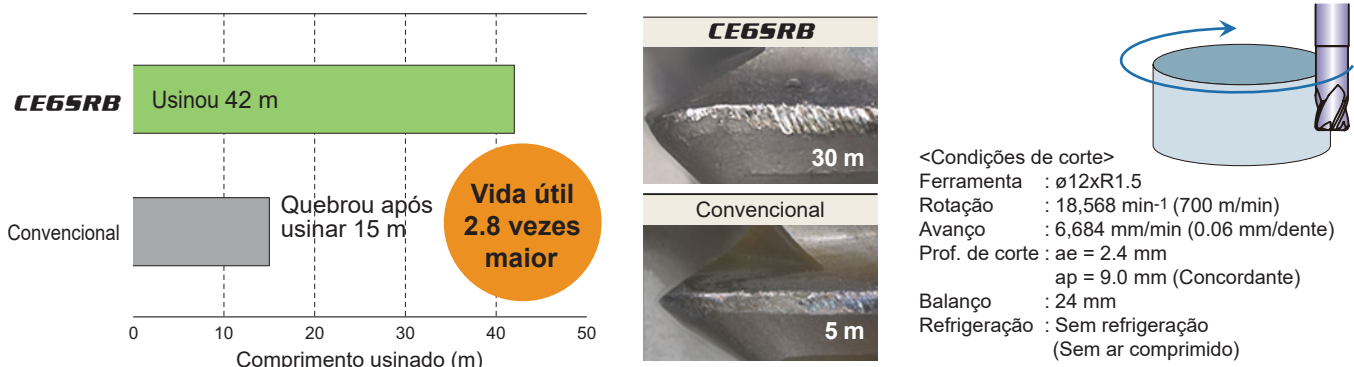 CE6SRB
Usinou 42 m
Convencional
Quebrou após
usinar 15 m
Vida útil
2.8 vezes
maior
0 10 20 30 40 50
Comprimento usinado (m)
CE6SRB
30 m
Convencional
5 m
<Condições de corte>
Ferramenta : ø12xR1.5
Rotação : 18,568 min-1 (700 m/min)
Avanço : 6,684 mm/min (0.06 mm/dente)
Prof. de corte : ae = 2.4 mm
ap = 9.0 mm (Concordante)
Balanço : 24 mm
Refrigeração : Sem refrigeração
(Sem ar comprimido)